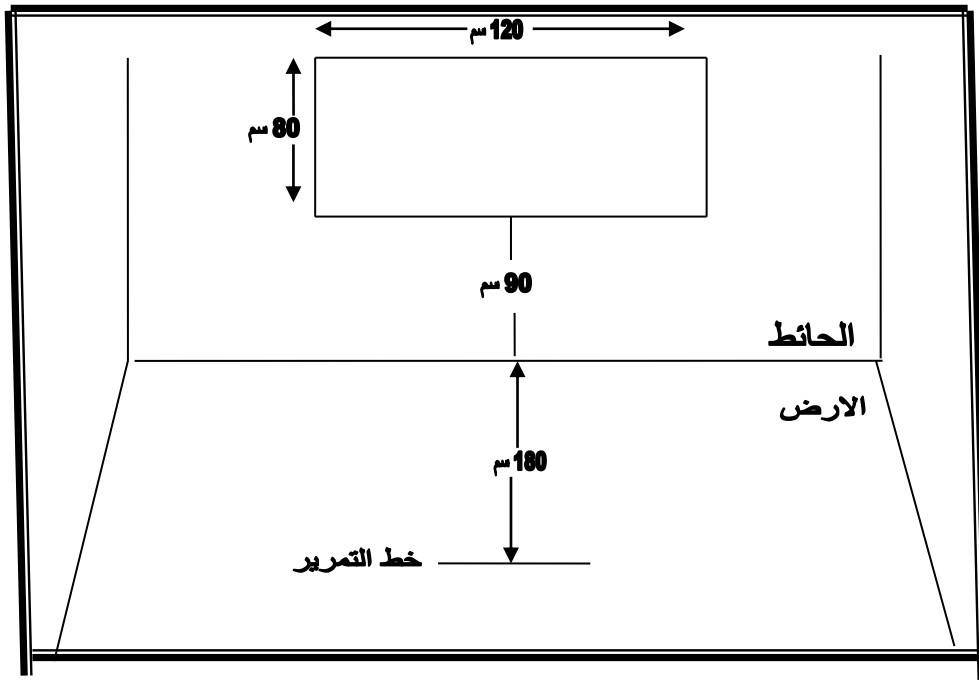 120 سم
80 سم
90 سم
الحائط
الارض
180 سم
خط التمرير